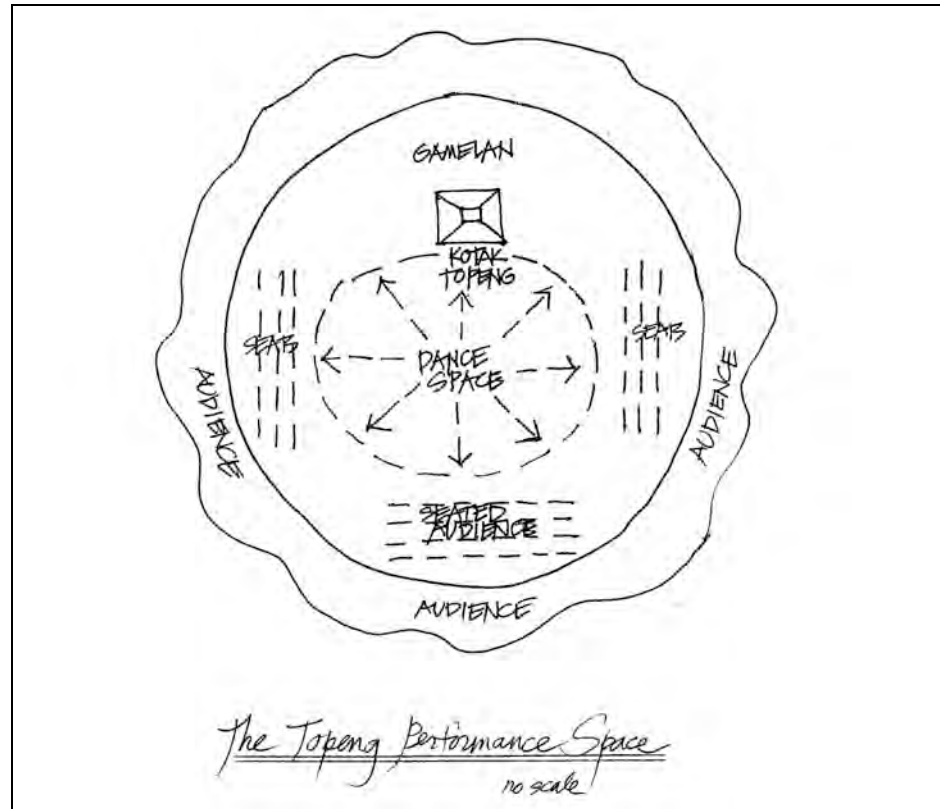 GAMELAN
KOTAK
TOPENG
SEATS
SEATS
DANCE
SPACE
AUDIENCE
AUDIENCE
SEATED
AUDIENCE
AUDIENCE
The Topeng Performance Space
no scale